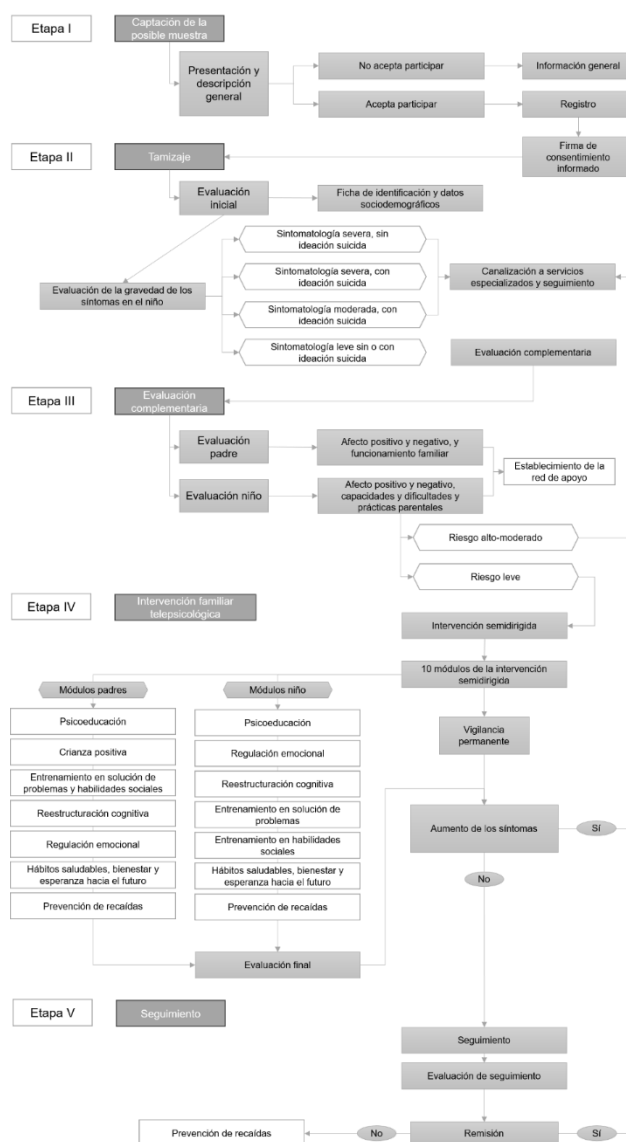 Etapa I
Captación de la
posible muestra
Presentación y
descripción
general
No acepta participar
Información general
Acepta participar
Registro
Firma de
consentimiento
informado
Etapa II
Tamizaje
Evaluación
inicial
Ficha de identificación y datos
sociodemográficos
Evaluación de la gravedad de los
síntomas en el niño
Sintomatología severa, sin
ideación suicida
Sintomatología severa, con
ideación suicida
Sintomatología moderada, con
ideación suicida
Sintomatología leve sin o con
ideación suicida
Canalización a servicios
especializados y seguimiento
Evaluación complementaria
Etapa III
Evaluación
complementaria
Evaluación
padre
Afecto positivo y negativo, y
funcionamiento familiar
Evaluación niño
Afecto positivo y negativo,
capacidades y dificultades y
prácticas parentales
Establecimiento de la
red de apoyo
Riesgo alto-moderado
Riesgo leve
Etapa IV
Intervención familiar
telepsicológica
Intervención semidirigida
10 módulos de la intervención
semidirigida
Módulos padres
Psicoeducación
Crianza positiva
Entrenamiento en solución de
problemas y habilidades sociales
Reestructuración cognitiva
Regulación emocional
Hábitos saludables, bienestar y
esperanza hacia el futuro
Prevención de recaídas
Módulos niño
Psicoeducación
Regulación emocional
Reestructuración cognitiva
Entrenamiento en solución de
problemas
Entrenamiento en habilidades
sociales
Hábitos saludables, bienestar y
esperanza hacia el futuro
Prevención de recaídas
Vigilancia
permanente
Aumento de los síntomas
Sí
No
Evaluación final
Etapa V
Seguimiento
Seguimiento
Evaluación de seguimiento
Prevención de recaídas
No
Remisión
Sí